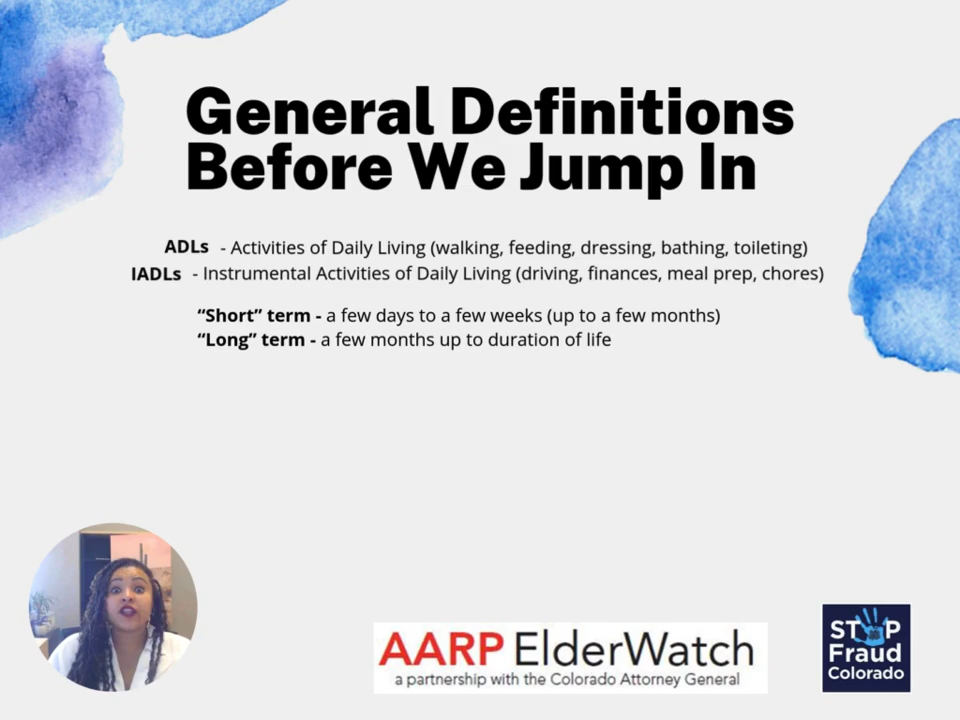 General Definitions
Before We Jump In
ADLs - Activities of Daily Living (walking, feeding, dressing, bathing, toileting)
IADLs - Instrumental Activities of Daily Living (driving, finances, meal prep, chores)
“Short” term - a few days to a few weeks (up to a few months)
“Long” term - a few months up to duration of life
AARP ElderWatch
a partnership with the Colorado Attorney General
STOP
Fraud
Colorado